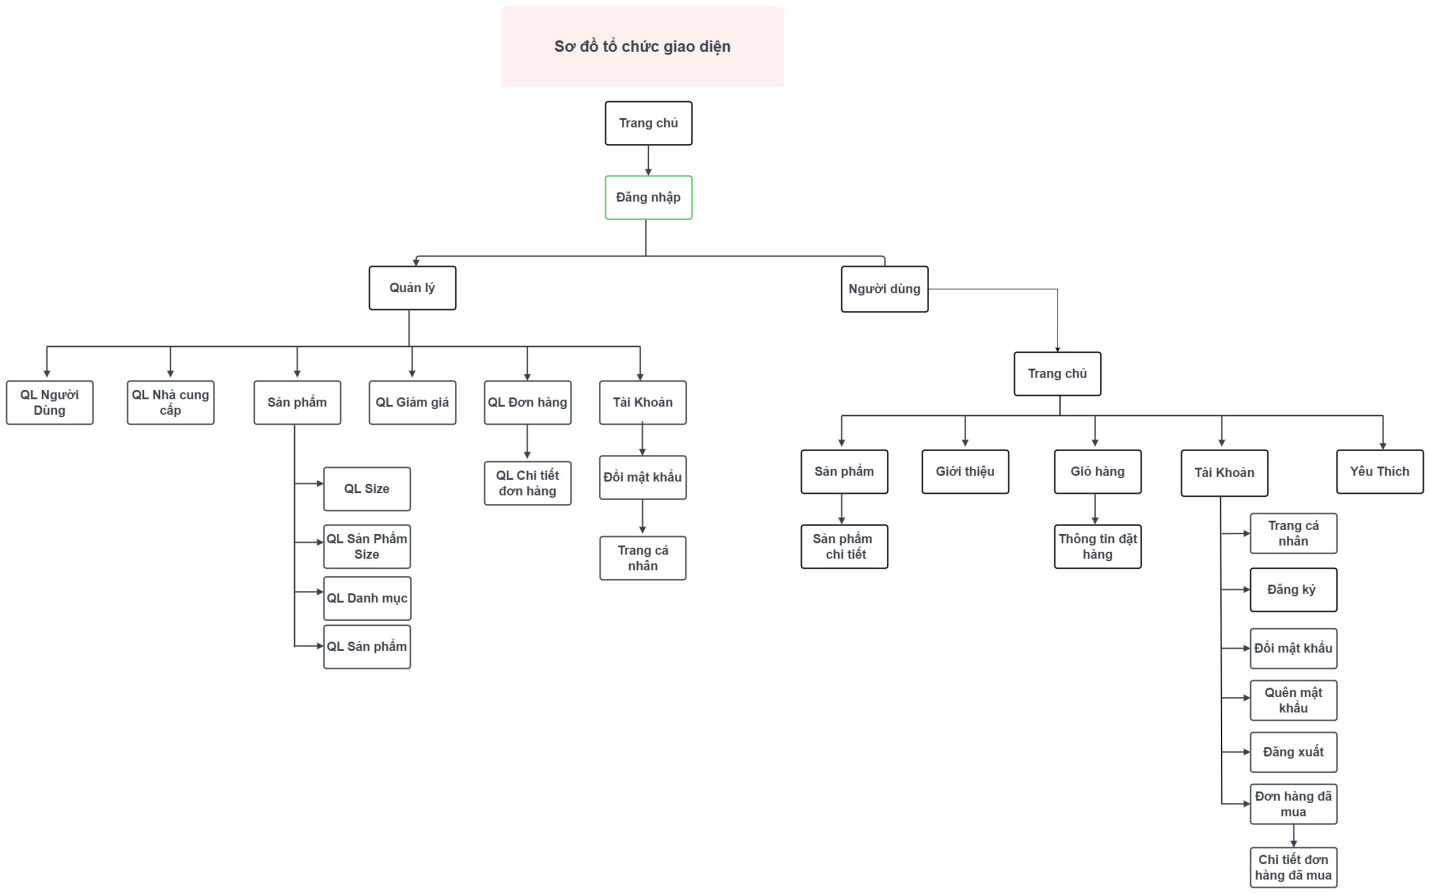 Sơ đồ tổ chức giao diện
Trang chủ
Đăng nhập
Quản lý
Người dùng
Trang chủ
QL Người
Dùng
QL Nhà cung
cấp
Sản phẩm
QL Giảm giá
QL Đơn hàng
Tài Khoản
QL Size
QL Sản Phẩm
Size
QL Danh mục
QL Sản phẩm
QL Chi tiết
đơn hàng
Đổi mật khẩu
Trang cá
nhân
Sản phẩm
Giới thiệu
Giỏ hàng
Tài Khoản
Yêu Thích
Sản phẩm
chi tiết
Thông tin đặt
hàng
Trang cá
nhân
Đăng ký
Đổi mật khẩu
Quên mật
khẩu
Đăng xuất
Đơn hàng đã
mua
Chi tiết đơn
hàng đã mua